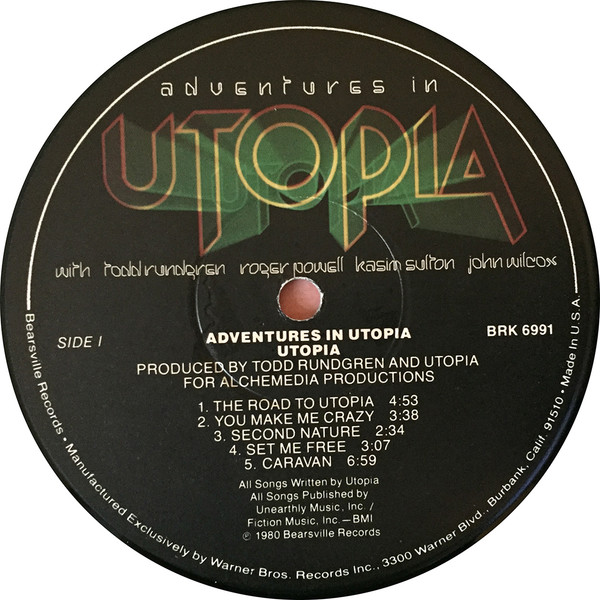 adventures in
UTOPIA
with todd rundgren roger powell kasim sulton john wilcox
SIDE I
ADVENTURES IN UTOPIA
UTOPIA
BRK 6991
PRODUCED BY TODD RUNDGREN AND UTOPIA
FOR ALCHEMEDIA PRODUCTIONS
1. THE ROAD TO UTOPIA 4:53
2. YOU MAKE ME CRAZY 3:38
3. SECOND NATURE 2:34
4. SET ME FREE 3:07
5. CARAVAN 6:59
All Songs Written by Utopia
All Songs Published by
Unearthly Music, Inc. /
Fiction Music, Inc.—BMI
℗ 1980 Bearsville Records
Bearsville Records • Manufactured Exclusively by Warner Bros. Records Inc., 3300 Warner Blvd., Burbank, Calif. 91510 • Made in U.S.A.